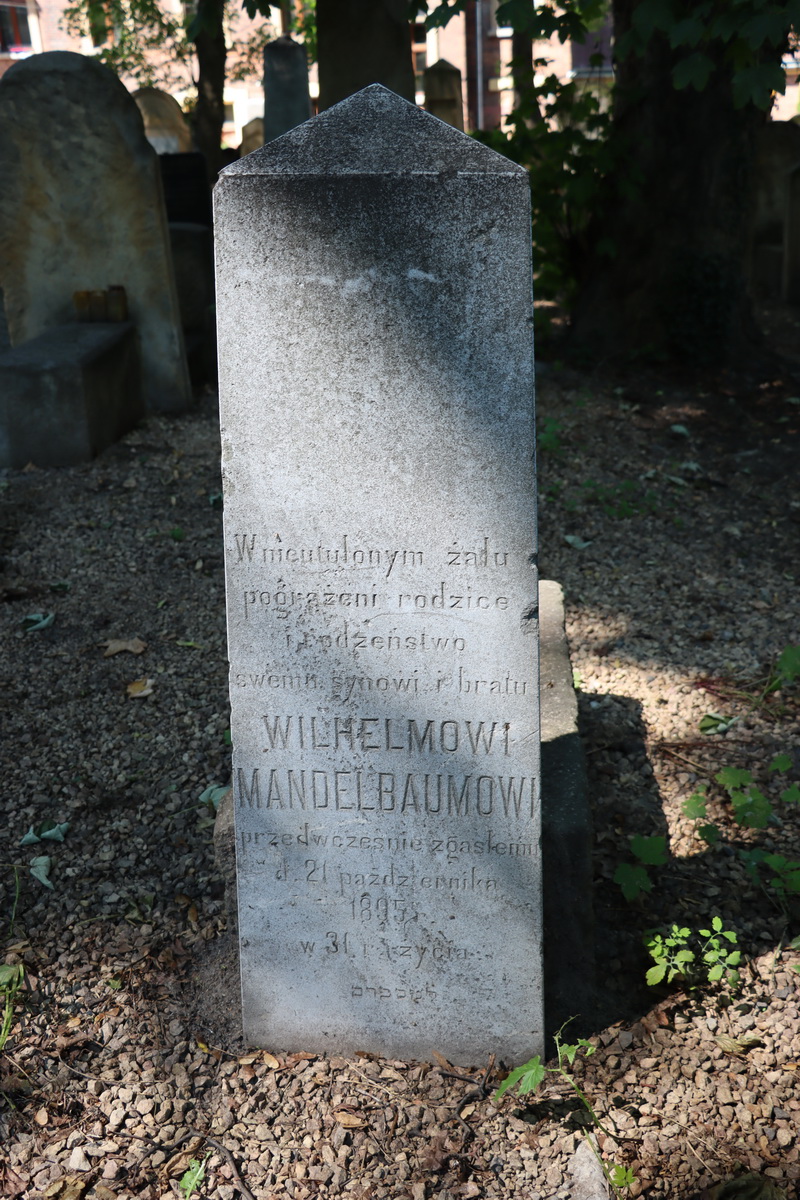 W nieutulonym żalu
pogrążeni rodzice
i rodzeństwo
swemu synowi i bratu
WILHELMOWI
MANDELBAUMOWI
przedwcześnie zgasłemu
d. 21 października
1895 r.
w 31 r. życia